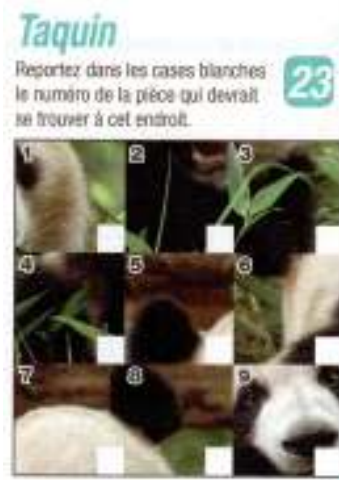 Taquin
Reportez dans les cases blanches
le numéro de la pièce qui devrait
se trouver à cet endroit.
23
1 2 3
4 5 6
7 8 9